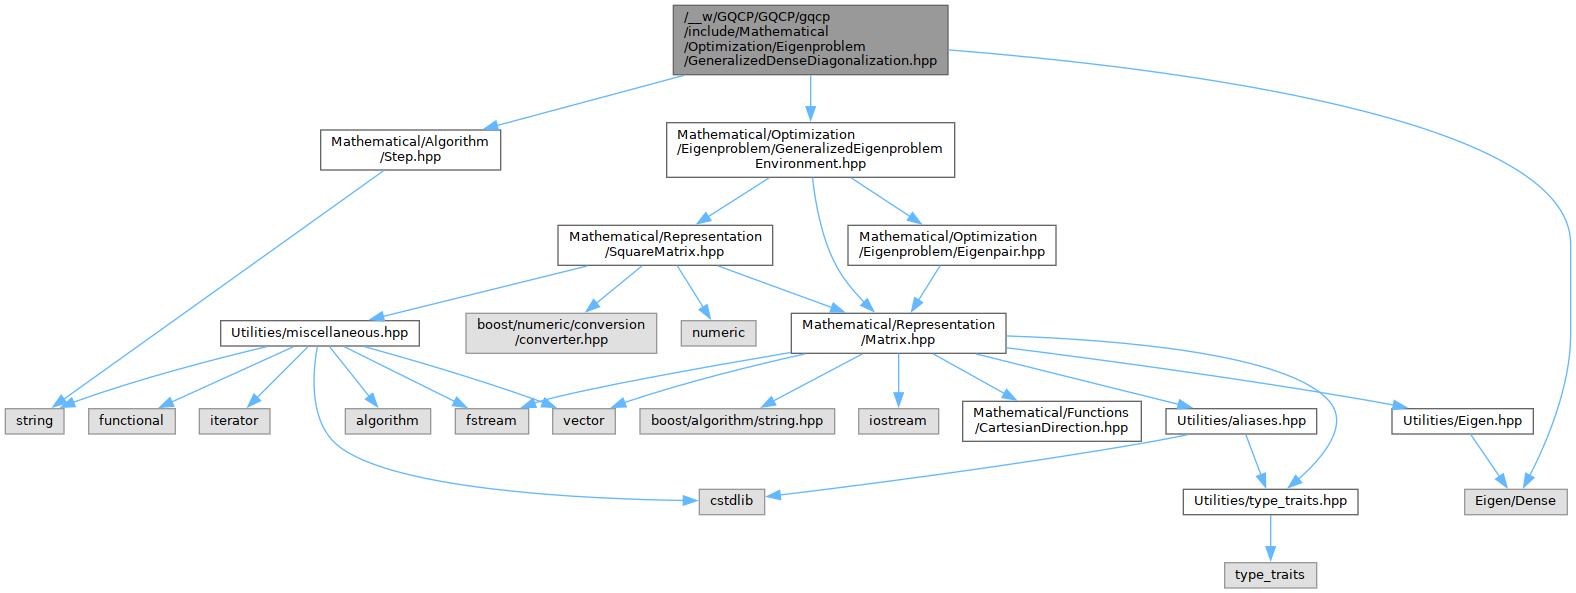 /__w/GQCP/GQCP/gqcp
/include/Mathematical
/Optimization/Eigenproblem
/GeneralizedDenseDiagonalization.hpp
Mathematical/Algorithm
/Step.hpp
Mathematical/Optimization
/Eigenproblem/GeneralizedEigenproblem
Environment.hpp
Mathematical/Representation
/SquareMatrix.hpp
Mathematical/Optimization
/Eigenproblem/Eigenpair.hpp
Utilities/miscellaneous.hpp
boost/numeric/conversion
/converter.hpp
numeric
Mathematical/Representation
/Matrix.hpp
string
functional
iterator
algorithm
fstream
vector
boost/algorithm/string.hpp
iostream
Mathematical/Functions
/CartesianDirection.hpp
Utilities/aliases.hpp
Utilities/Eigen.hpp
cstdlib
Utilities/type_traits.hpp
Eigen/Dense
type_traits